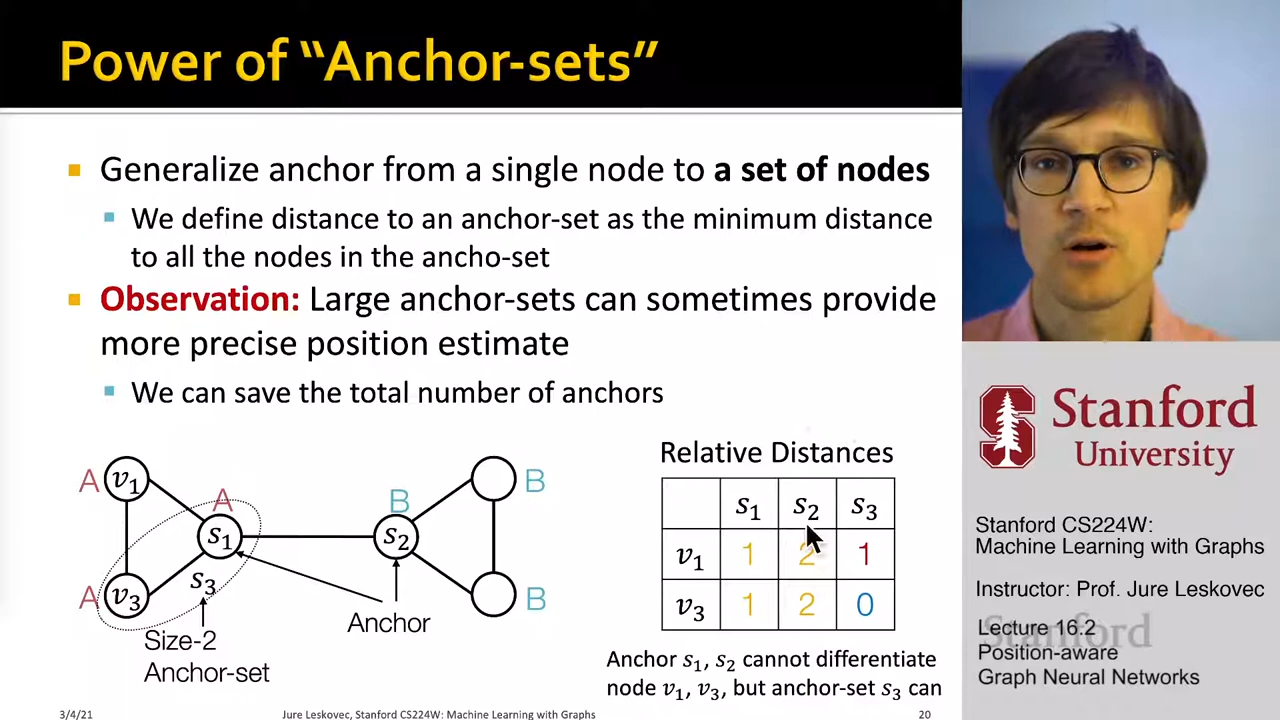 Power of “Anchor-sets”
Generalize anchor from a single node to a set of nodes
We define distance to an anchor-set as the minimum distance
to all the nodes in the ancho-set
Observation: Large anchor-sets can sometimes provide
more precise position estimate
We can save the total number of anchors
A v1
A
s1
A v3
s3
B
s2
B
B
Size-2
Anchor-set
Anchor
Relative Distances
s1 s2 s3
v1 1 2 1
v3 1 2 0
Anchor s1, s2 cannot differentiate
node v1, v3, but anchor-set s3 can
3/4/21 Jure Leskovec, Stanford CS224W: Machine Learning with Graphs 20
S
Stanford
University
Stanford CS224W:
Machine Learning with Graphs
Instructor: Prof. Jure Leskovec
Stanford
Lecture 16.2
Position-aware
Graph Neural Networks